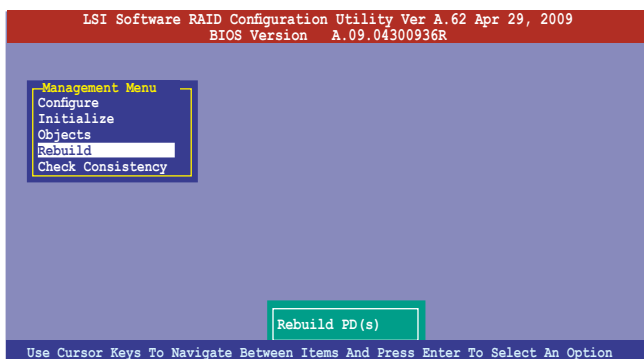 LSI Software RAID Configuration Utility Ver A.62 Apr 29, 2009
BIOS Version A.09.04300936R
Management Menu
Configure
Initialize
Objects
Rebuild
Check Consistency
Rebuild PD(s)
Use Cursor Keys To Navigate Between Items And Press Enter To Select An Option